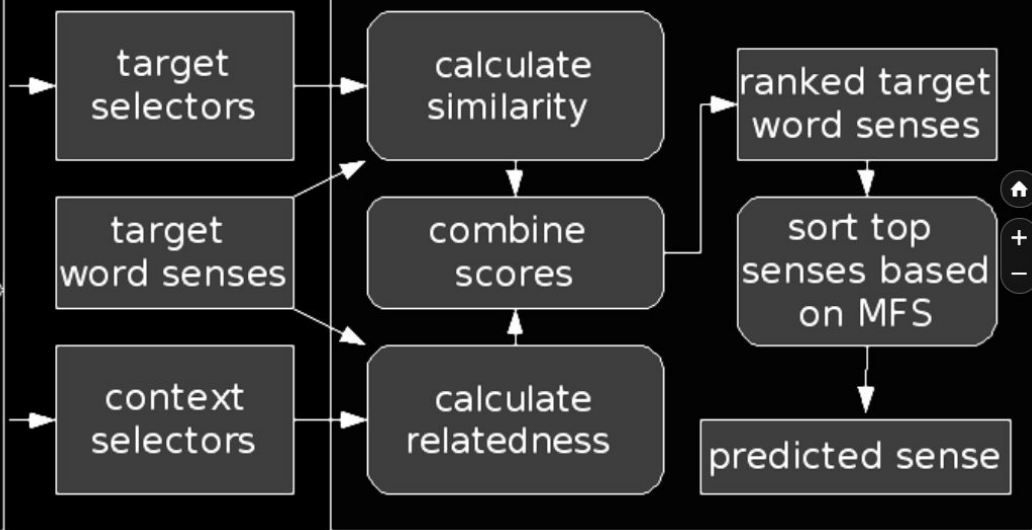 target
selectors
calculate
similarity
ranked target
word senses
target
word senses
combine
scores
sort top
senses based
on MFS
context
selectors
calculate
relatedness
predicted sense